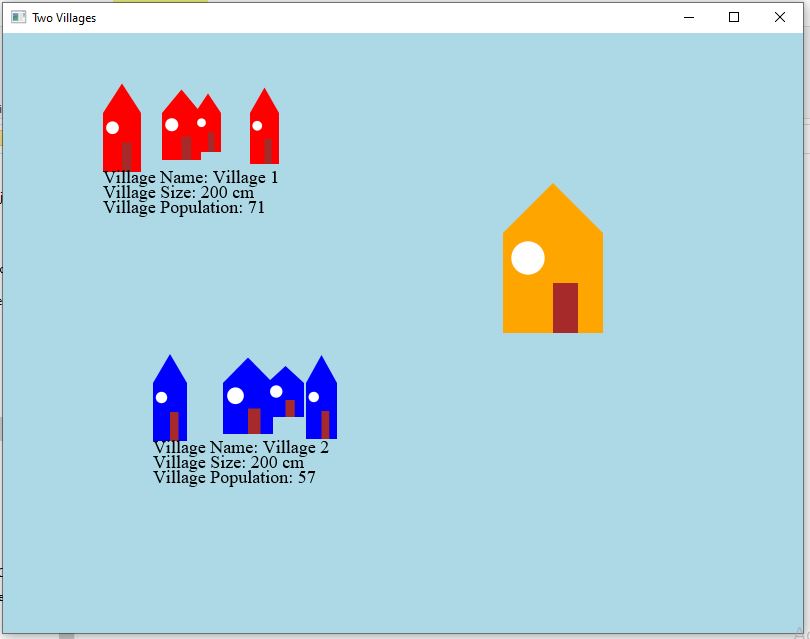 Two Villages
Village Name: Village 1
Village Size: 200 cm
Village Population: 71
Village Name: Village 2
Village Size: 200 cm
Village Population: 57